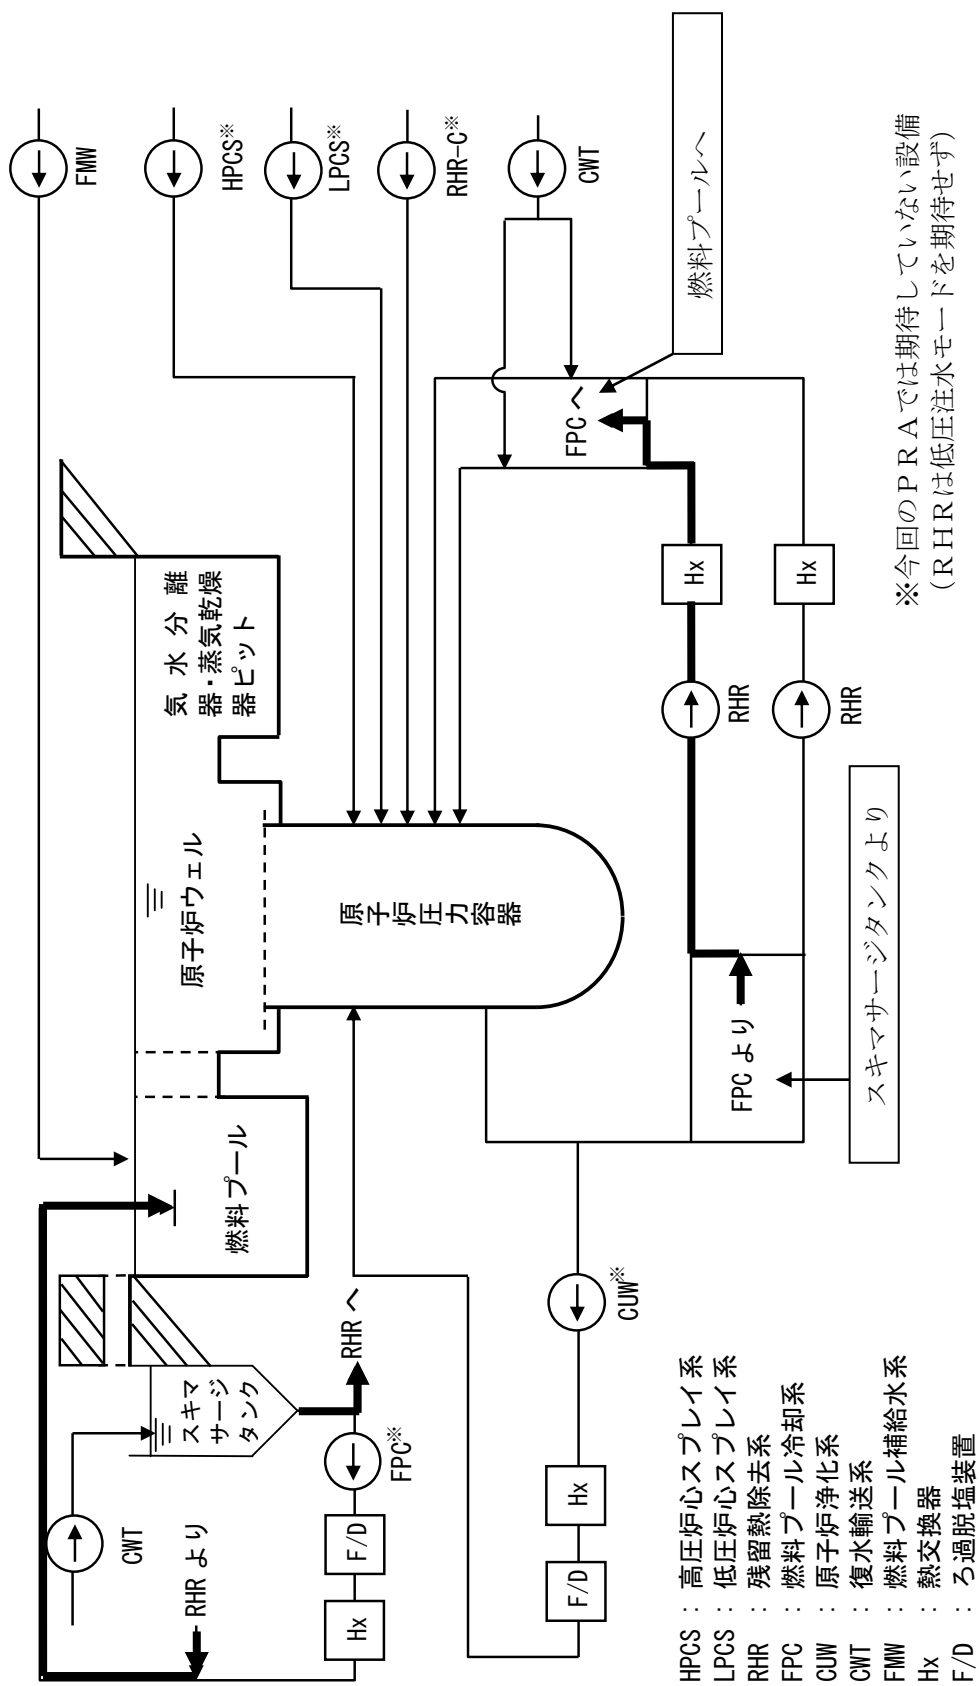 FMW
HPCS※
LPCS※
RHR-C※
CWT
燃料プールへ
※今回のPRAでは期待していない設備
(RHRは低圧注水モードを期待せず)
気水分離
器・蒸気乾燥
器ピット
原子炉ウェル
燃料プール
原子炉圧力容器
FPCへ
Hx
Hx
RHR
RHR
FPCより
スキマサージタンクより
スキマ
サージ
タンク
CWT
RHRより
RHRへ
FPC※
F/D
Hx
CUW※
Hx
F/D
HPCS : 高圧炉心スプレイ系
LPCS : 低圧炉心スプレイ系
RHR : 残留熱除去系
FPC : 燃料プール冷却系
CUW : 原子炉浄化系
CWT : 復水輸送系
FMW : 燃料プール補給水系
Hx : 熱交換器
F/D : ろ過脱塩装置